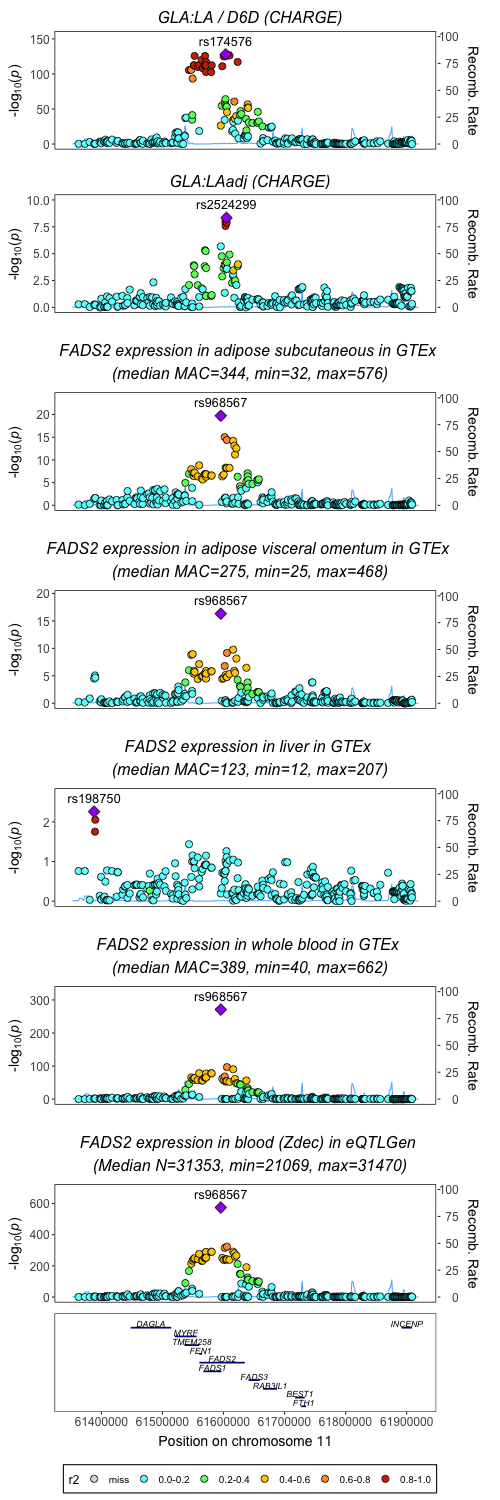 GLA:LA / D6D (CHARGE)
rs174576
150
100
50
0
100
75
50
25
0
-log10(p)
Recomb. Rate
GLA:LAadj (CHARGE)
rs2524299
10.0
7.5
5.0
2.5
0.0
100
75
50
25
0
-log10(p)
Recomb. Rate
FADS2 expression in adipose subcutaneous in GTEx
(median MAC=344, min=32, max=576)
rs968567
20
15
10
5
0
100
75
50
25
0
-log10(p)
Recomb. Rate
FADS2 expression in adipose visceral omentum in GTEx
(median MAC=275, min=25, max=468)
rs968567
20
15
10
5
0
100
75
50
25
0
-log10(p)
Recomb. Rate
FADS2 expression in liver in GTEx
(median MAC=123, min=12, max=207)
rs198750
2
1
0
100
75
50
25
0
-log10(p)
Recomb. Rate
FADS2 expression in whole blood in GTEx
(median MAC=389, min=40, max=662)
rs968567
300
200
100
0
100
75
50
25
0
-log10(p)
Recomb. Rate
FADS2 expression in blood (Zdec) in eQTLGen
(Median N=31353, min=21069, max=31470)
rs968567
600
400
200
0
100
75
50
25
0
-log10(p)
Recomb. Rate
DAGLA INCENP
MYRF
TMEM258
FEN1
FADS2
FADS1
FADS3
RAB3IL1
BEST1
FTH1
61400000 61500000 61600000 61700000 61800000 61900000
Position on chromosome 11
r2 miss 0.0-0.2 0.2-0.4 0.4-0.6 0.6-0.8 0.8-1.0